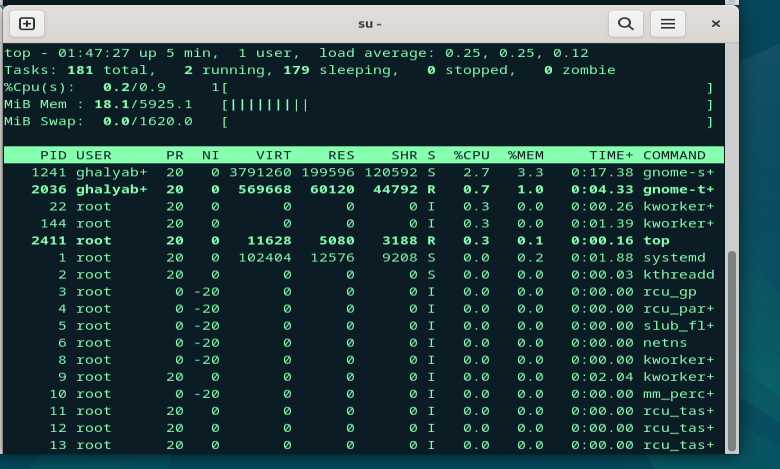 su -
top - 01:47:27 up 5 min,  1 user,  load average: 0.25, 0.25, 0.12
Tasks: 181 total,   2 running, 179 sleeping,   0 stopped,   0 zombie
%Cpu(s):   0.2/0.9     1[                                                      ]
MiB Mem : 18.1/5925.1   [||||||||||                                            ]
MiB Swap:  0.0/1620.0   [                                                      ]
PID USER      PR  NI    VIRT    RES    SHR S  %CPU  %MEM     TIME+ COMMAND
1241 ghalyab+  20   0 3791260 199596 120592 S   2.7   3.3   0:17.38 gnome-s+
2036 ghalyab+  20   0  569668  60120  44792 R   0.7   1.0   0:04.33 gnome-t+
22 root      20   0       0      0      0 I   0.3   0.0   0:00.26 kworker+
144 root      20   0       0      0      0 I   0.3   0.0   0:01.39 kworker+
2411 root      20   0   11628   5080   3188 R   0.3   0.1   0:00.16 top
1 root      20   0  102404  12576   9208 S   0.0   0.2   0:01.88 systemd
2 root      20   0       0      0      0 S   0.0   0.0   0:00.03 kthreadd
3 root       0 -20       0      0      0 I   0.0   0.0   0:00.00 rcu_gp
4 root       0 -20       0      0      0 I   0.0   0.0   0:00.00 rcu_par+
5 root       0 -20       0      0      0 I   0.0   0.0   0:00.00 slub_fl+
6 root       0 -20       0      0      0 I   0.0   0.0   0:00.00 netns
8 root       0 -20       0      0      0 I   0.0   0.0   0:00.00 kworker+
9 root      20   0       0      0      0 I   0.0   0.0   0:02.04 kworker+
10 root       0 -20       0      0      0 I   0.0   0.0   0:00.00 mm_perc+
11 root      20   0       0      0      0 I   0.0   0.0   0:00.00 rcu_tas+
12 root      20   0       0      0      0 I   0.0   0.0   0:00.00 rcu_tas+
13 root      20   0       0      0      0 I   0.0   0.0   0:00.00 rcu_tas+